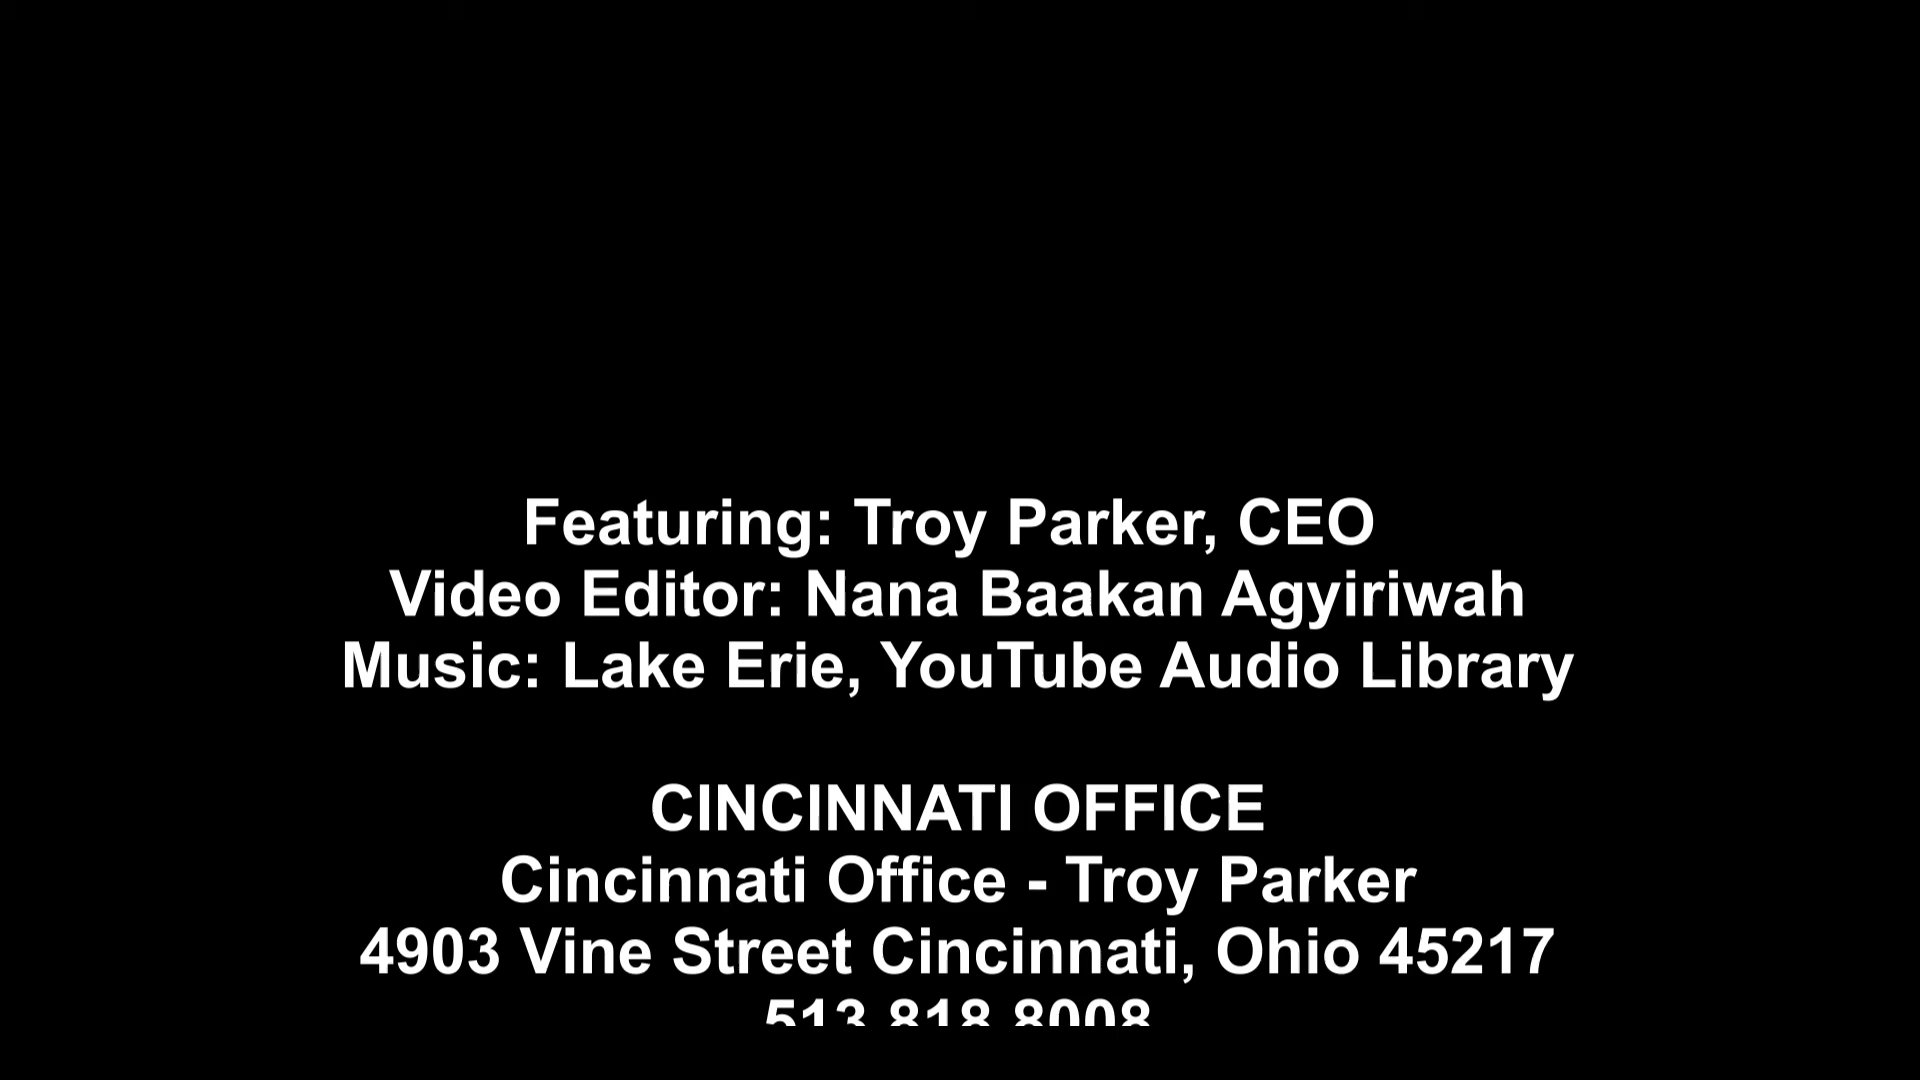 Featuring: Troy Parker, CEO
Video Editor: Nana Baakan Agyiriwah
Music: Lake Erie, YouTube Audio Library
CINCINNATI OFFICE
Cincinnati Office - Troy Parker
4903 Vine Street Cincinnati, Ohio 45217